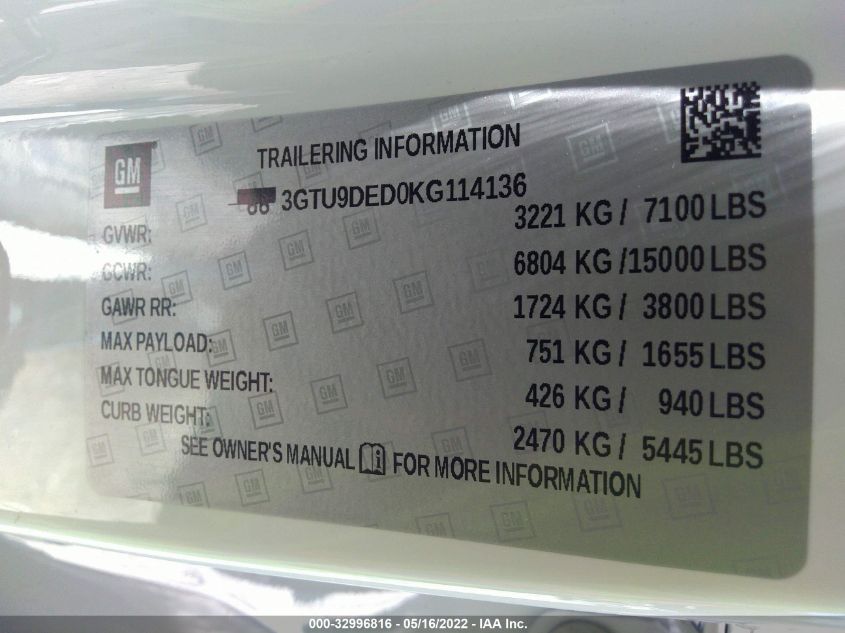 GM
TRAILERING INFORMATION
3GTU9DED0KG114136
GVWR: 3221 KG / 7100 LBS
GCWR: 6804 KG /15000 LBS
GAWR RR: 1724 KG / 3800 LBS
MAX PAYLOAD: 751 KG / 1655 LBS
MAX TONGUE WEIGHT: 426 KG / 940 LBS
CURB WEIGHT: 2470 KG / 5445 LBS
SEE OWNER'S MANUAL FOR MORE INFORMATION
000-32996816 - 05/16/2022 - IAA Inc.